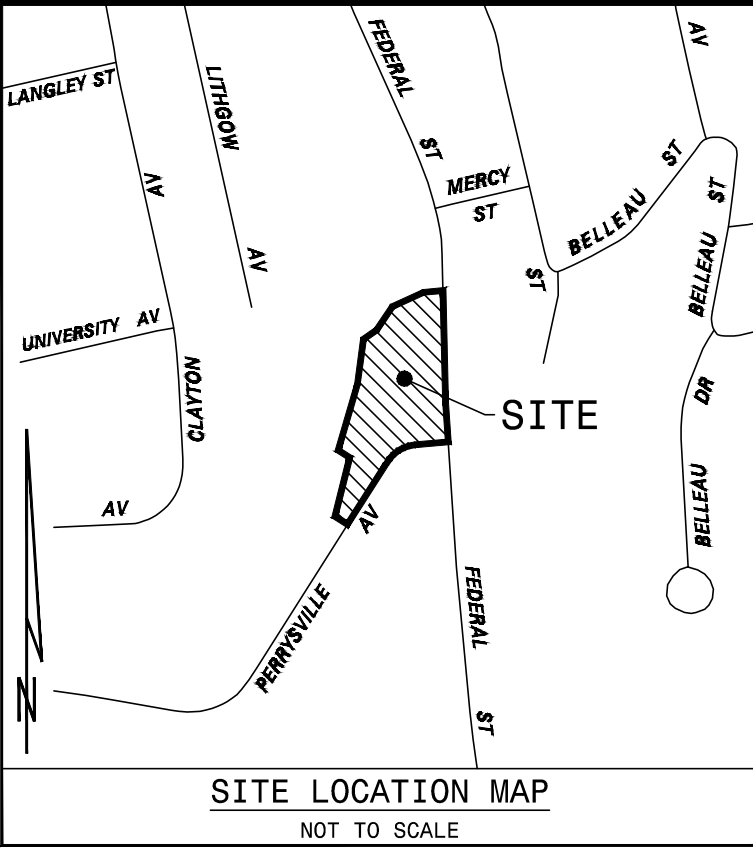 LANGLEY ST
AV
LITHGOW
AV
FEDERAL
ST
MERCY
ST
ST
BELLEAU ST
AV
BELLEAU ST
BELLEAU DR
UNIVERSITY AV
CLAYTON
AV
SITE
PERRYSVILLE AV
FEDERAL
ST
N
SITE LOCATION MAP
NOT TO SCALE